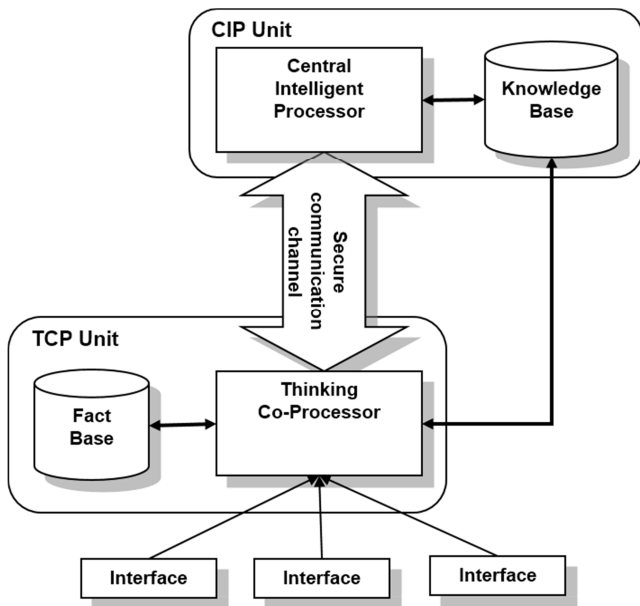 CIP Unit
Central
Intelligent
Processor
Knowledge
Base
Secure
communication
channel
TCP Unit
Thinking
Co-Processor
Fact
Base
Interface
Interface
Interface